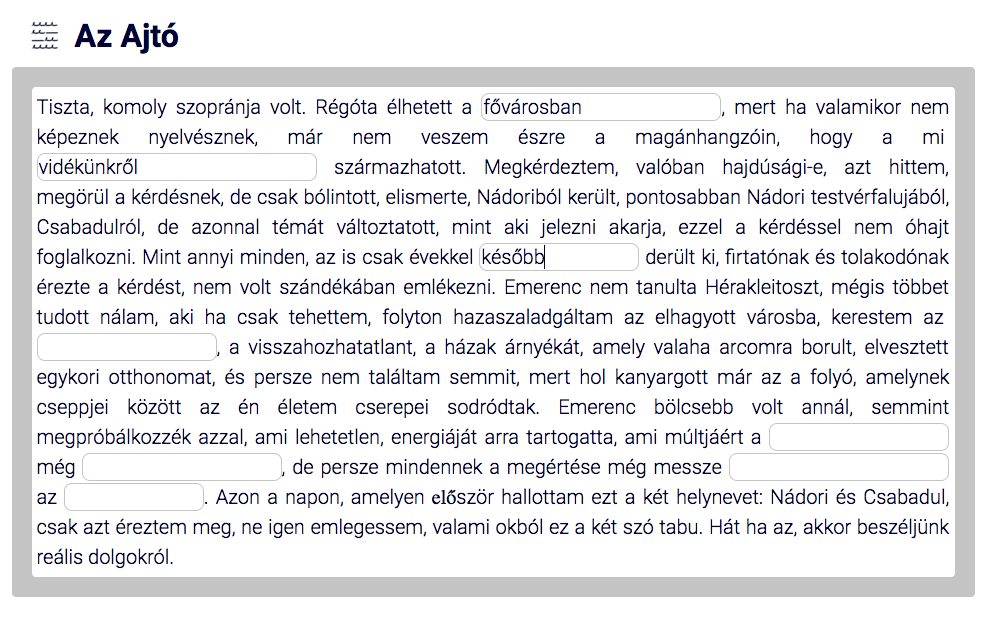 Az Ajtó
Tiszta, komoly szopránja volt. Régóta élhetett a fővárosban, mert ha valamikor nem
képeznek nyelvésznek, már nem veszem észre a magánhangzóin, hogy a mi
vidékünkről származhatott. Megkérdeztem, valóban hajdúsági-e, azt hittem,
megörül a kérdésnek, de csak bólintott, elismerte, Nádoriból került, pontosabban Nádori testvérfalujából,
Csabadulról, de azonnal témát változtatott, mint aki jelezni akarja, ezzel a kérdéssel nem óhajt
foglalkozni. Mint annyi minden, az is csak évekkel később derült ki, firtatónak és tolakodónak
érezte a kérdést, nem volt szándékában emlékezni. Emerenc nem tanulta Hérakleitoszt, mégis többet
tudott nálam, aki ha csak tehettem, folyton hazaszaladgáltam az elhagyott városba, kerestem az
, a visszahozhatatlant, a házak árnyékát, amely valaha arcomra borult, elvesztett
egykori otthonomat, és persze nem találtam semmit, mert hol kanyargott már az a folyó, amelynek
cseppjei között az én életem cserepei sodródtak. Emerenc bölcsebb volt annál, semmint
megpróbálkozzék azzal, ami lehetetlen, energiáját arra tartogatta, ami múltjáért a
még , de persze mindennek a megértése még messze
az . Azon a napon, amelyen először hallottam ezt a két helynevet: Nádori és Csabadul,
csak azt éreztem meg, ne igen emlegessem, valami okból ez a két szó tabu. Hát ha az, akkor beszéljünk
reális dolgokról.